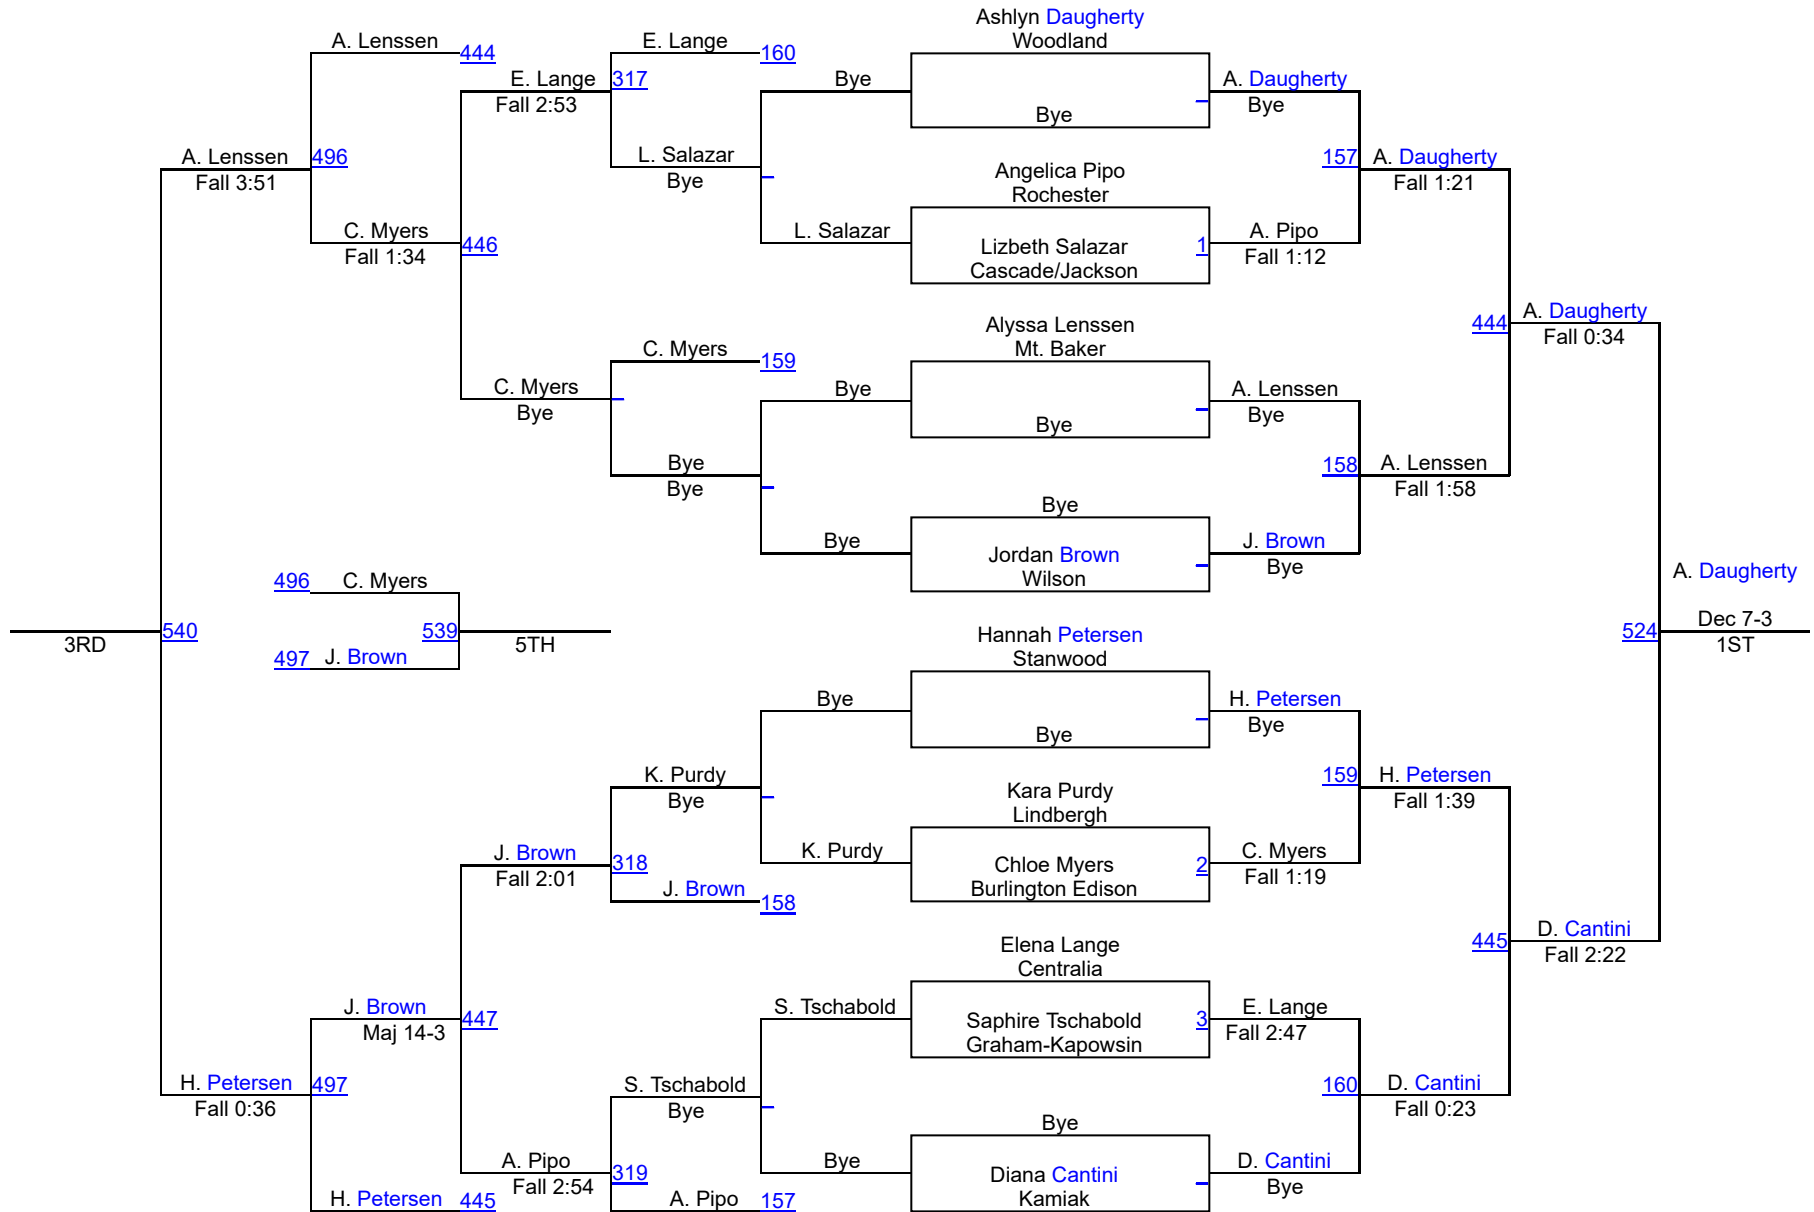 Ashlyn Daugherty
Woodland
A. Lenssen
444
E. Lange
160
E. Lange
317
Fall 2:53
Bye
Bye
A. Daugherty
Bye
A. Lenssen
496
Fall 3:51
L. Salazar
Bye
Angelica Pipo
Rochester
157
A. Daugherty
Fall 1:21
C. Myers
446
Fall 1:34
L. Salazar
Lizbeth Salazar
1
Cascade/Jackson
A. Pipo
Fall 1:12
Alyssa Lenssen
Mt. Baker
444
A. Daugherty
Fall 0:34
C. Myers
159
C. Myers
Bye
Bye
Bye
A. Lenssen
Bye
Bye
Bye
158
A. Lenssen
Fall 1:58
Bye
Bye
Jordan Brown
Wilson
J. Brown
Bye
496
C. Myers
A. Daugherty
540
3RD
539
5TH
497
J. Brown
Hannah Petersen
Stanwood
524
Dec 7-3
1ST
Bye
Bye
H. Petersen
Bye
K. Purdy
Bye
Kara Purdy
Lindbergh
159
H. Petersen
Fall 1:39
J. Brown
318
Fall 2:01
J. Brown
158
K. Purdy
Chloe Myers
2
Burlington Edison
C. Myers
Fall 1:19
Elena Lange
Centralia
445
D. Cantini
Fall 2:22
J. Brown
447
Maj 14-3
S. Tschabold
Saphire Tschabold
3
Graham-Kapowsin
E. Lange
Fall 2:47
H. Petersen
497
Fall 0:36
S. Tschabold
Bye
160
D. Cantini
Fall 0:23
Bye
A. Pipo
319
Fall 2:54
Bye
Diana Cantini
Kamiak
D. Cantini
Bye
H. Petersen
445
A. Pipo
157